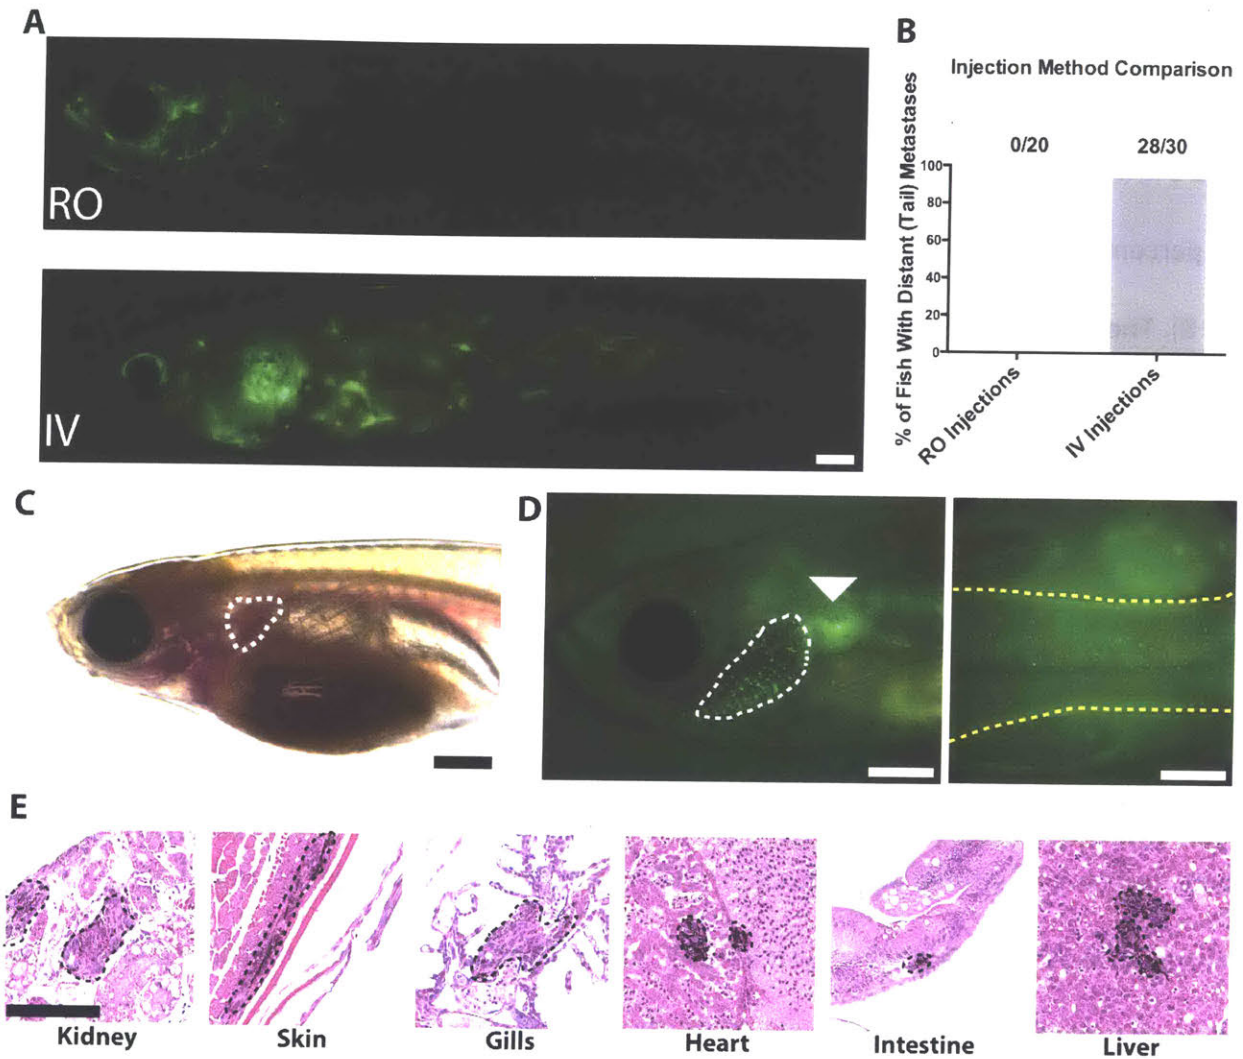 A
RO
IV
B
Injection Method Comparison
% of Fish With Distant (Tail) Metastases
0/20
28/30
100
80
60
40
20
0
RO Injections
IV Injections
C
D
E
Kidney
Skin
Gills
Heart
Intestine
Liver